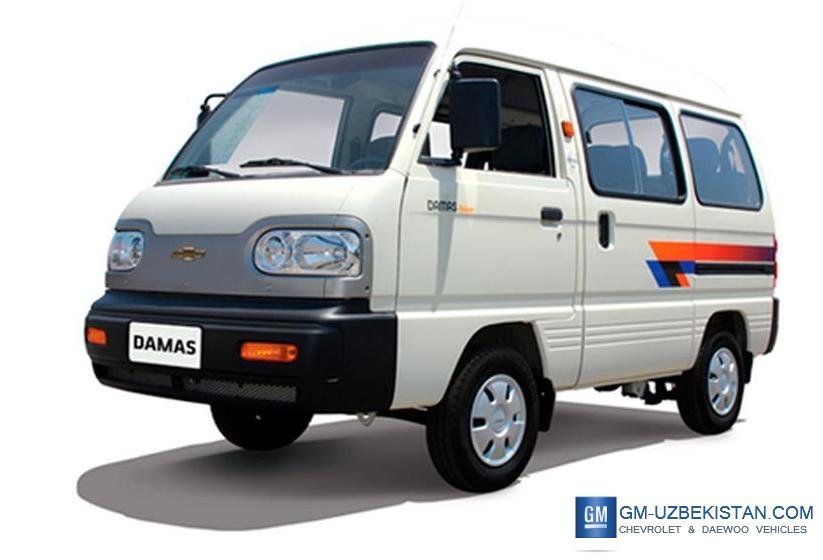 DAMAS
DAMAS
GM
GM-UZBEKISTAN.COM
CHEVROLET & DAEWOO VEHICLES